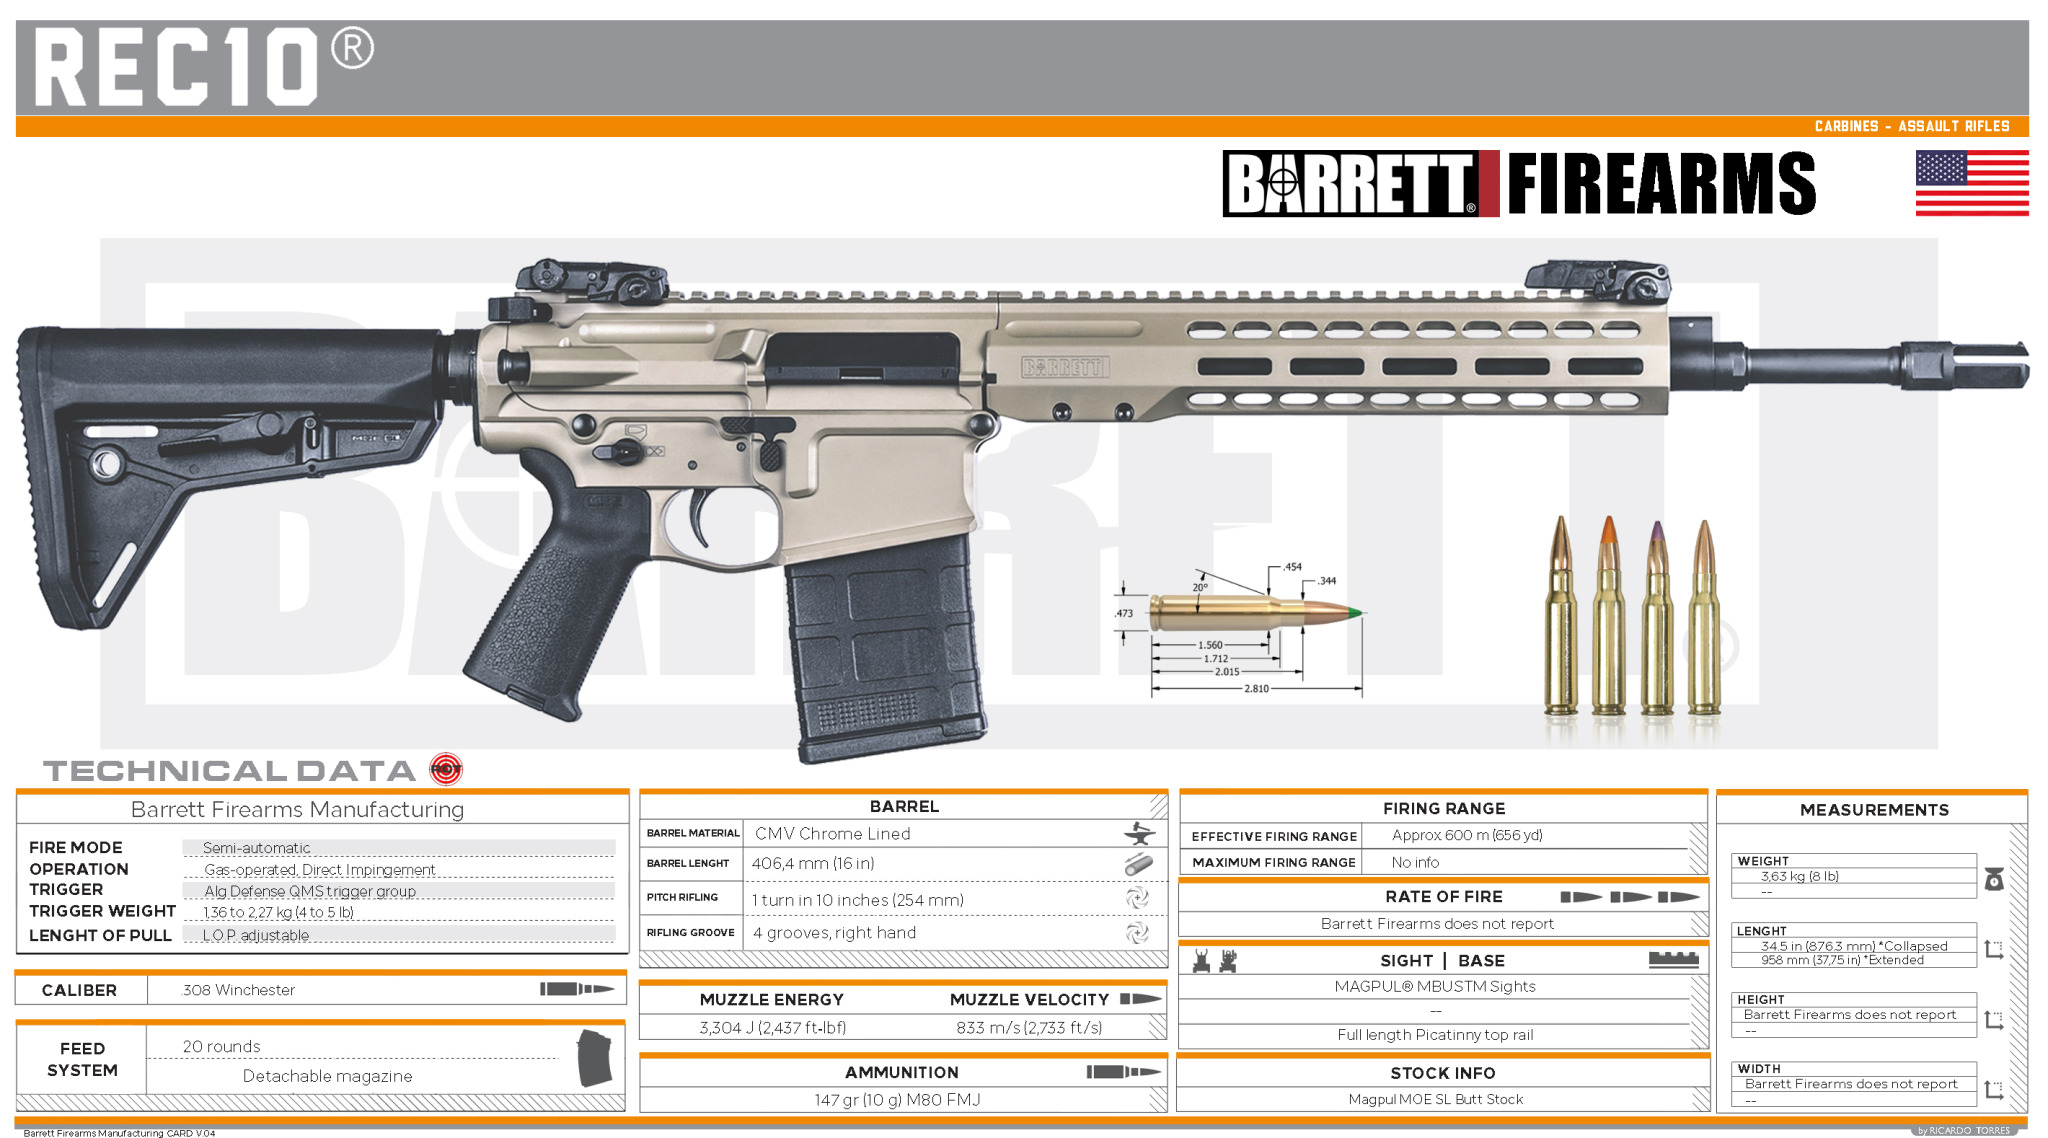 REC10®
CARBINES - ASSAULT RIFLES
BARRETT® FIREARMS
BARRETT
MOE SL
.454
.344
20°
.473
1.560
1.712
2.015
2.810
TECHNICAL DATA
Barrett Firearms Manufacturing
FIRE MODE Semi-automatic
OPERATION Gas-operated, Direct Impingement
TRIGGER Alg Defense QMS trigger group
TRIGGER WEIGHT 1,36 to 2,27 kg (4 to 5 lb)
LENGHT OF PULL L.O.P. adjustable
CALIBER .308 Winchester
FEED SYSTEM
20 rounds
Detachable magazine
BARREL
BARREL MATERIAL CMV Chrome Lined
BARREL LENGHT 406,4 mm (16 in)
PITCH RIFLING 1 turn in 10 inches (254 mm)
RIFLING GROOVE 4 grooves, right hand
MUZZLE ENERGY MUZZLE VELOCITY
3,304 J (2,437 ft-lbf) 833 m/s (2,733 ft/s)
AMMUNITION
147 gr (10 g) M80 FMJ
FIRING RANGE
EFFECTIVE FIRING RANGE Approx 600 m (656 yd)
MAXIMUM FIRING RANGE No info
RATE OF FIRE
Barrett Firearms does not report
SIGHT | BASE
MAGPUL® MBUSTM Sights
--
Full length Picatinny top rail
STOCK INFO
Magpul MOE SL Butt Stock
MEASUREMENTS
WEIGHT
3,63 kg (8 lb)
--
LENGHT
34.5 in (876.3 mm) *Collapsed
958 mm (37,75 in) *Extended
HEIGHT
Barrett Firearms does not report
--
WIDTH
Barrett Firearms does not report
--
Barrett Firearms Manufacturing CARD V.04
by RICARDO TORRES